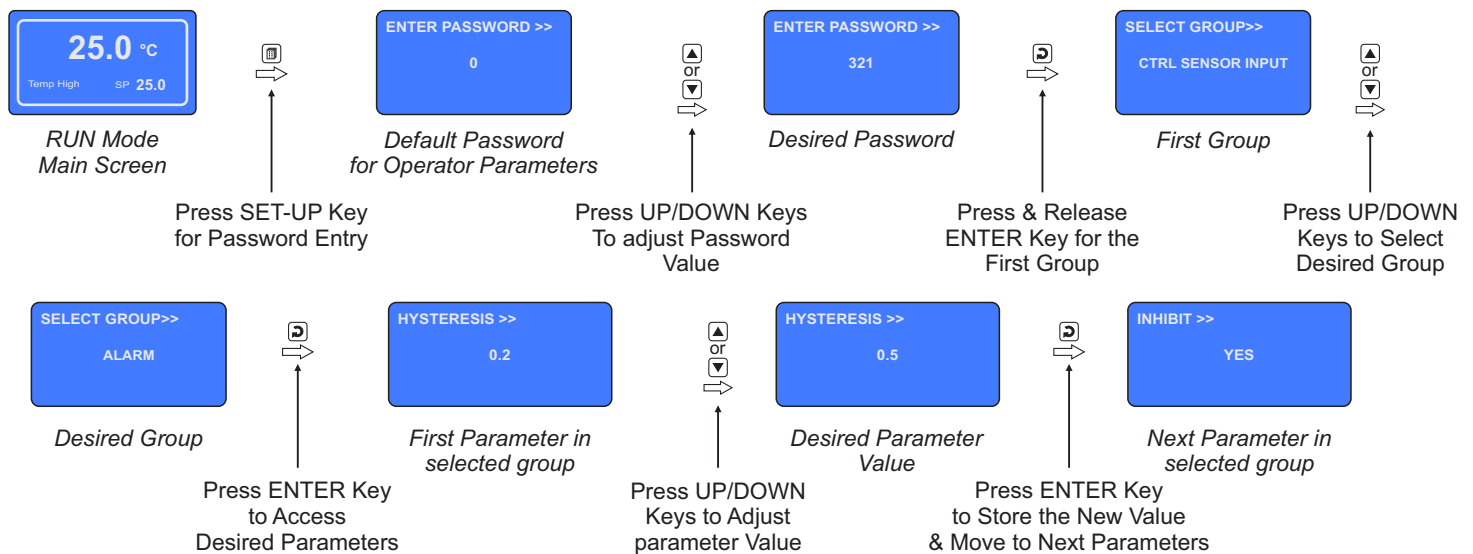 25.0 °C
Temp High SP 25.0
RUN Mode
Main Screen
Press SET-UP Key
for Password Entry
ENTER PASSWORD >>
0
Default Password
for Operator Parameters
or
Press UP/DOWN Keys
To adjust Password
Value
ENTER PASSWORD >>
321
Desired Password
Press & Release
ENTER Key for the
First Group
SELECT GROUP>>
CTRL SENSOR INPUT
First Group
or
Press UP/DOWN
Keys to Select
Desired Group
SELECT GROUP>>
ALARM
Desired Group
Press ENTER Key
to Access
Desired Parameters
HYSTERESIS >>
0.2
First Parameter in
selected group
or
Press UP/DOWN
Keys to Adjust
parameter Value
HYSTERESIS >>
0.5
Desired Parameter
Value
Press ENTER Key
to Store the New Value
& Move to Next Parameters
INHIBIT >>
YES
Next Parameter in
selected group